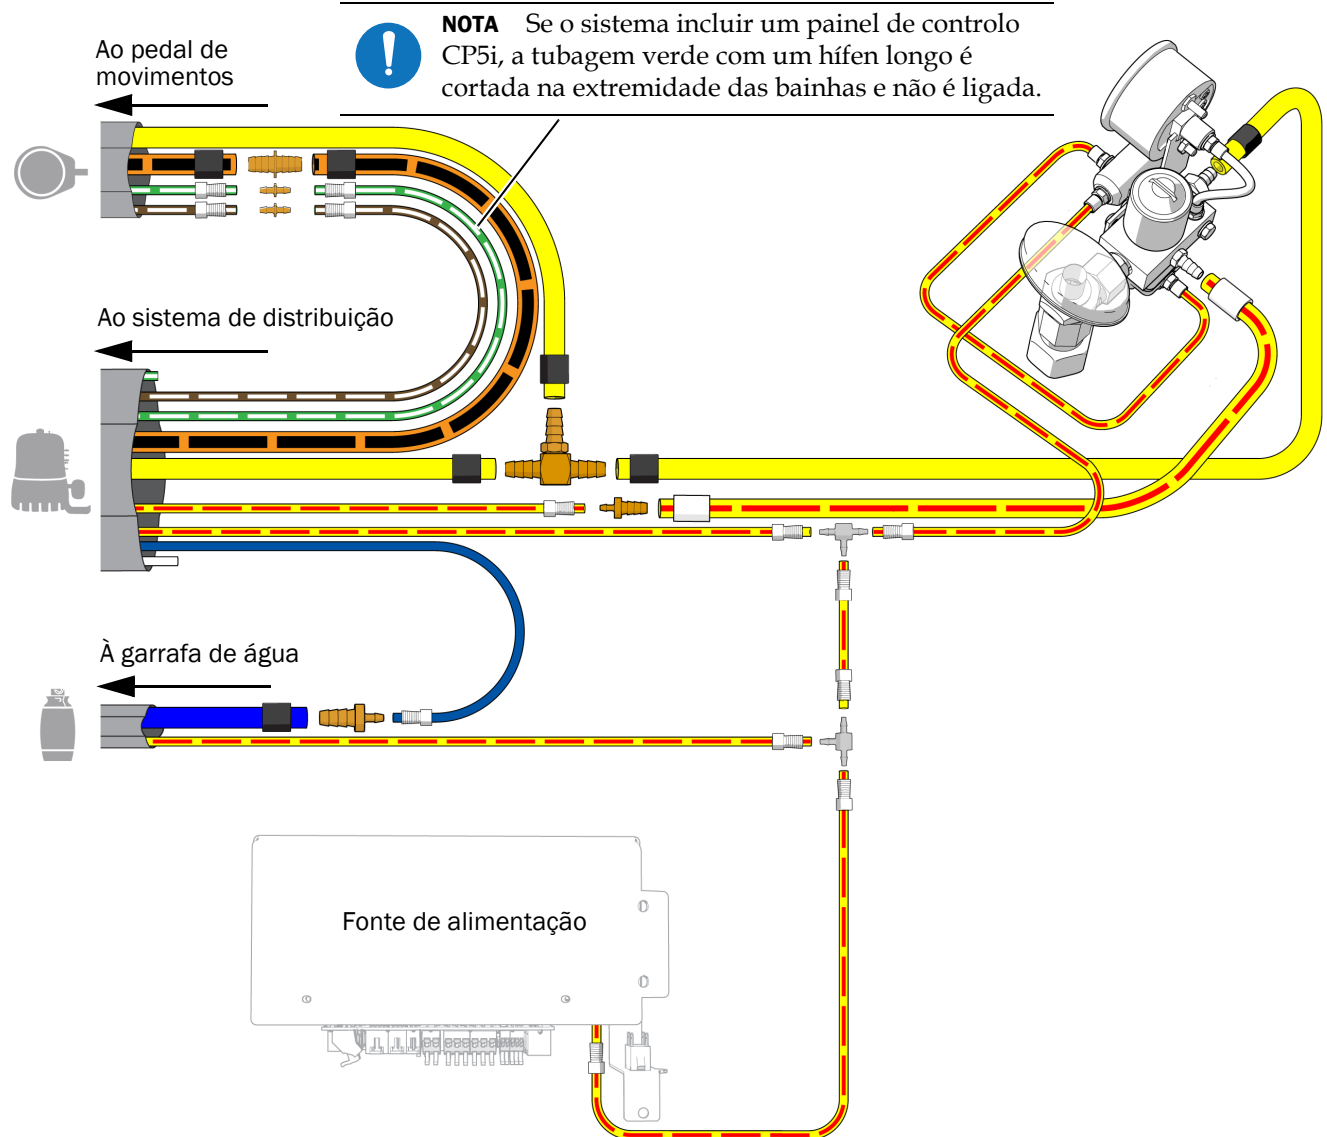 NOTA Se o sistema incluir um painel de controlo
CP5i, a tubagem verde com um hífen longo é
cortada na extremidade das bainhas e não é ligada.
Ao pedal de
movimentos
Ao sistema de distribuição
À garrafa de água
Fonte de alimentação